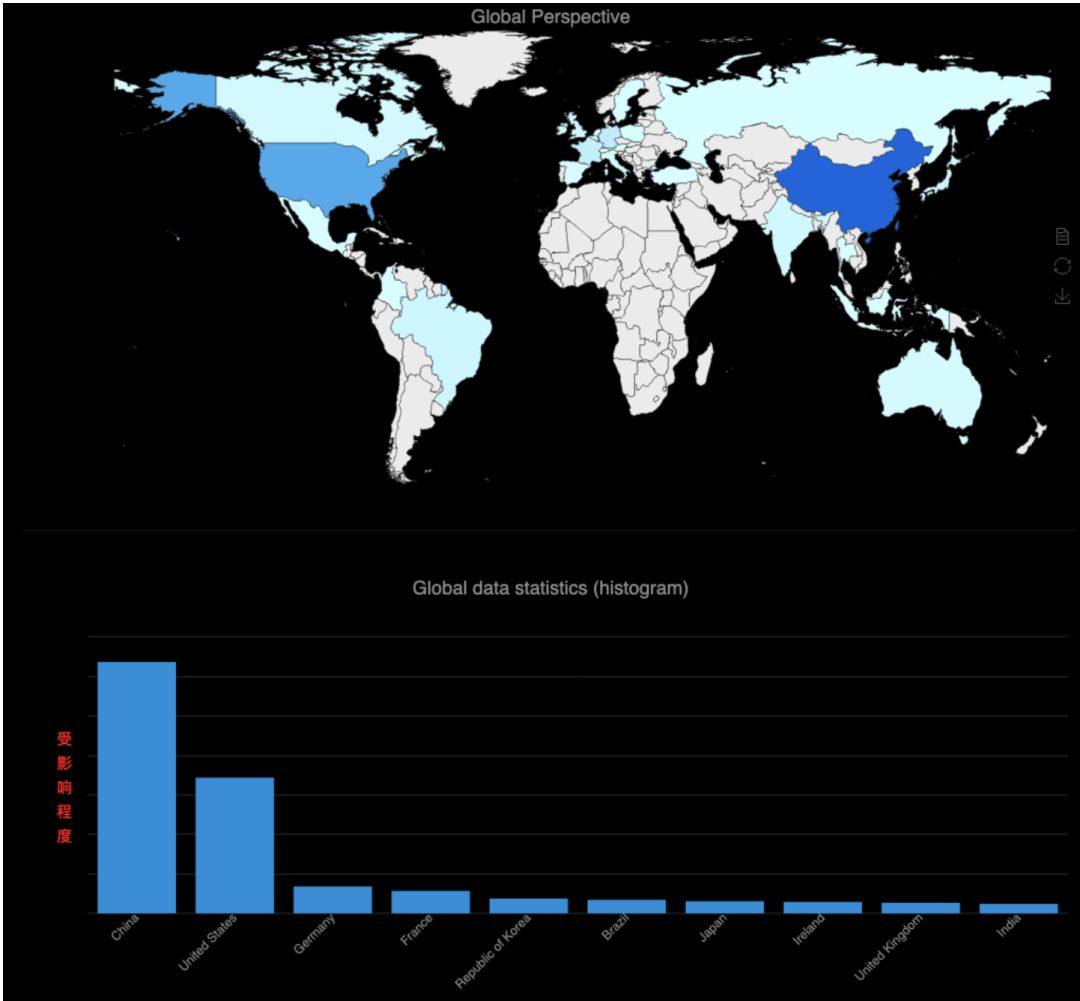 Global Perspective
Global data statistics (histogram)
受影响程度
China
United States
Germany
France
Republic of Korea
Brazil
Japan
Ireland
United Kingdom
India